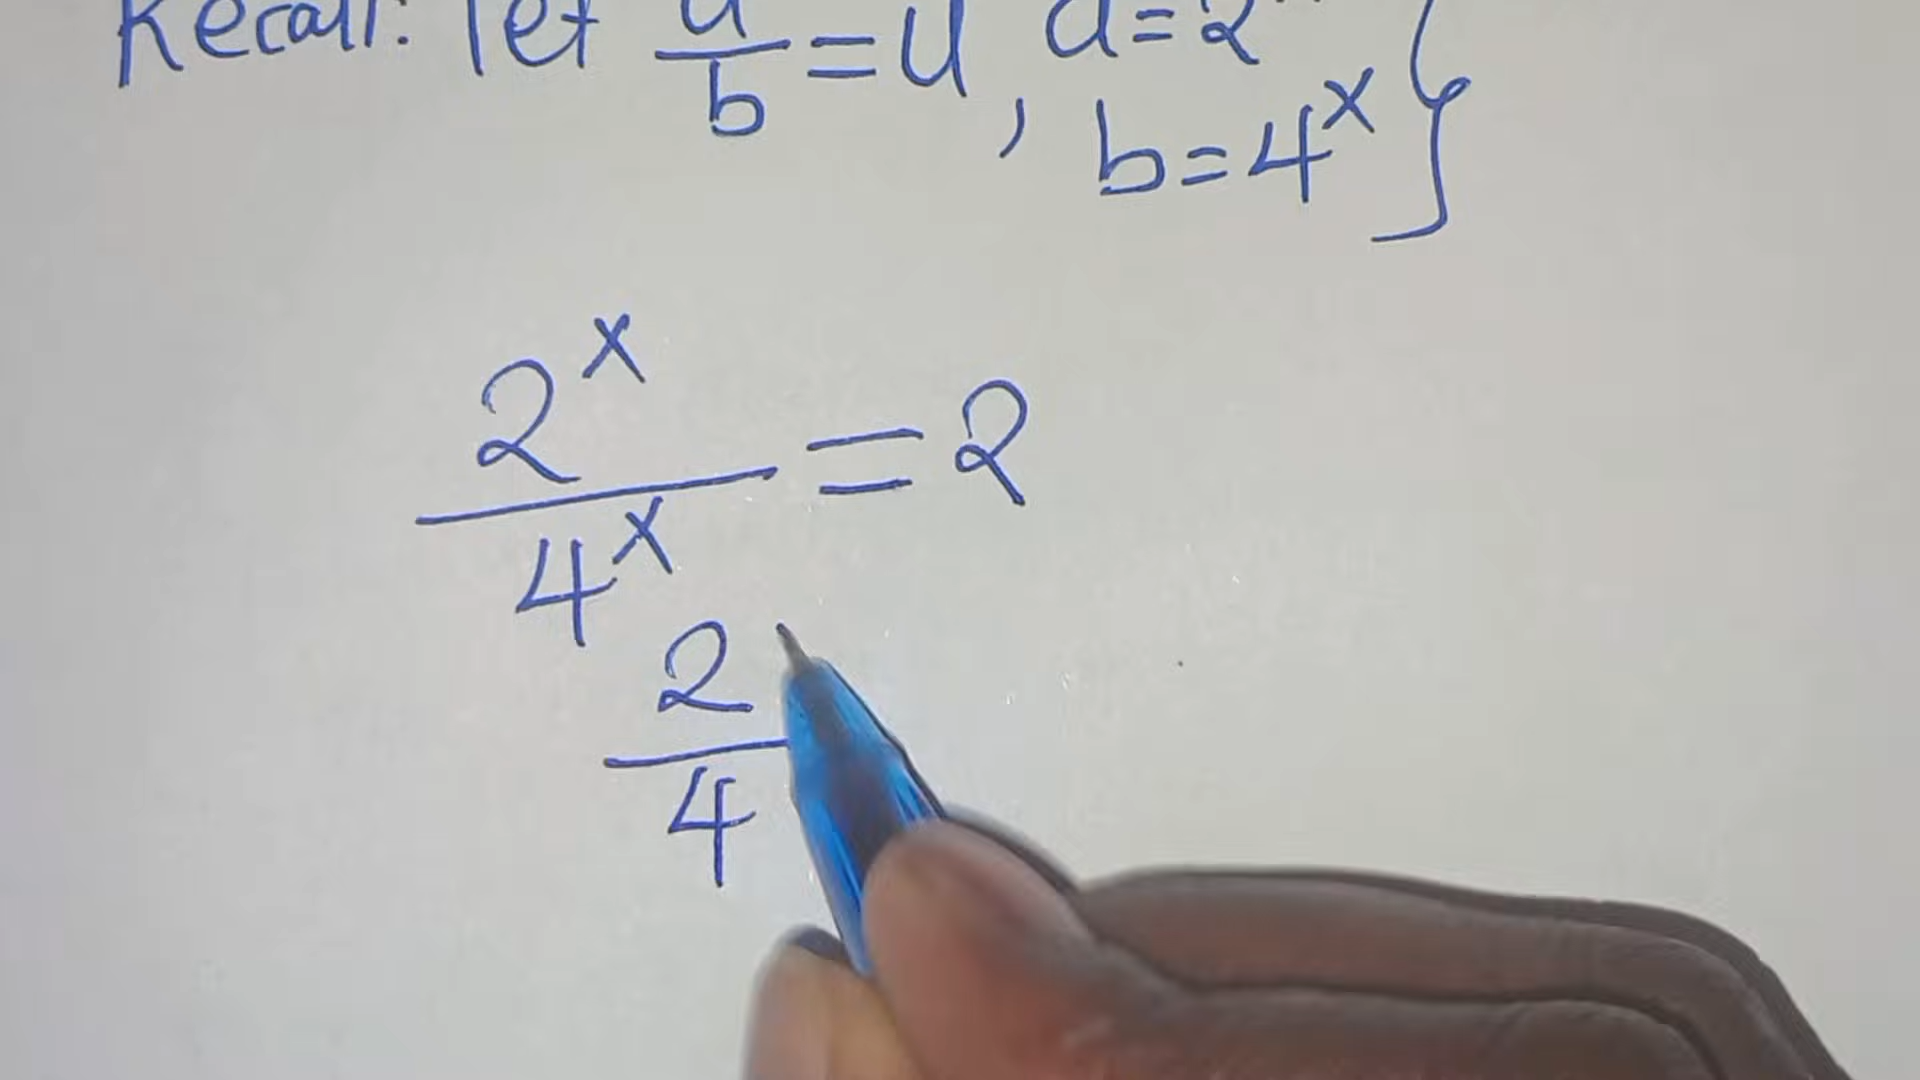 Recall: let a/b = u, a = 2^x }
b = 4^x
2^x/4^x = 2
2/4